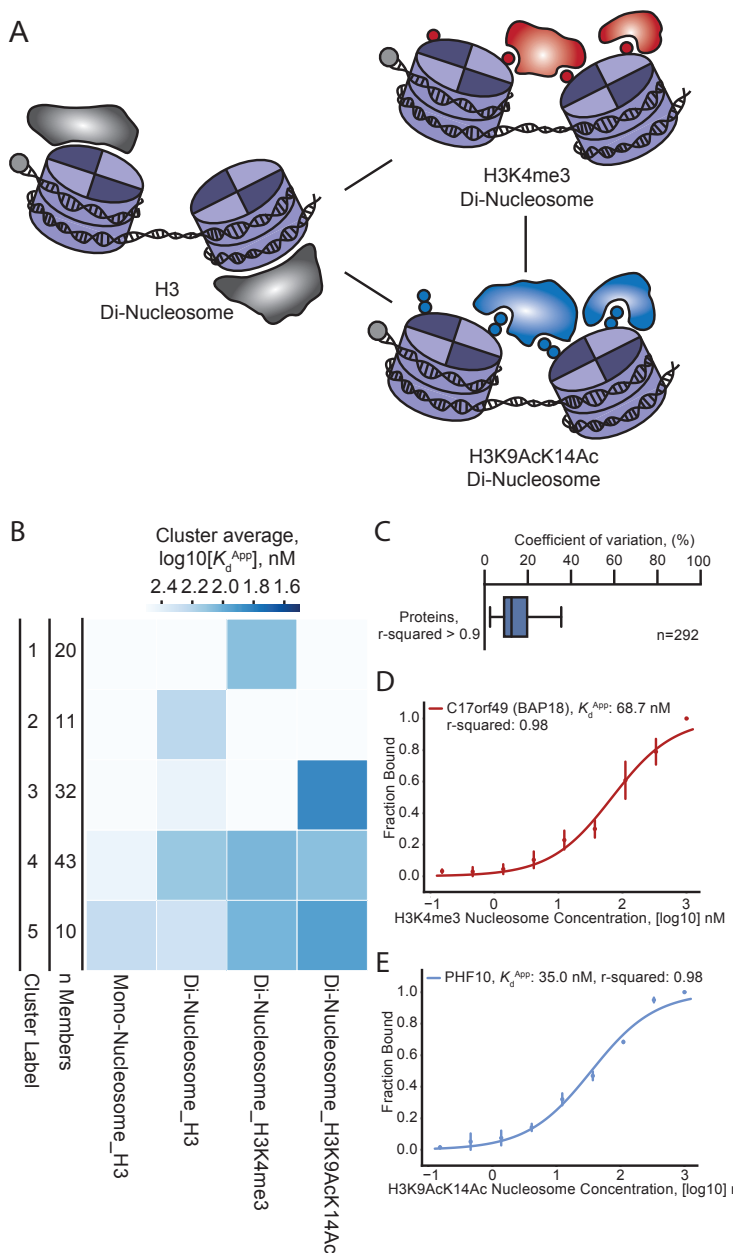 A
H3K4me3
Di-Nucleosome
H3
Di-Nucleosome
H3K9AcK14Ac
Di-Nucleosome
B
Cluster average,
log10[K_d^App], nM
2.4 2.2 2.0 1.8 1.6
1 20
2 11
3 32
4 43
5 10
Cluster Label
n Members
Mono-Nucleosome_H3
Di-Nucleosome_H3
Di-Nucleosome_H3K4me3
Di-Nucleosome_H3K9AcK14Ac
C
Coefficient of variation, (%)
0 20 40 60 80 100
Proteins,
r-squared > 0.9
n=292
D
C17orf49 (BAP18), K_d^App: 68.7 nM
r-squared: 0.98
Fraction Bound
1.0
0.8
0.6
0.4
0.2
0.0
−1 0 1 2 3
H3K4me3 Nucleosome Concentration, [log10] nM
E
PHF10, K_d^App: 35.0 nM, r-squared: 0.98
Fraction Bound
1.0
0.8
0.6
0.4
0.2
0.0
−1 0 1 2 3
H3K9AcK14Ac Nucleosome Concentration, [log10] n